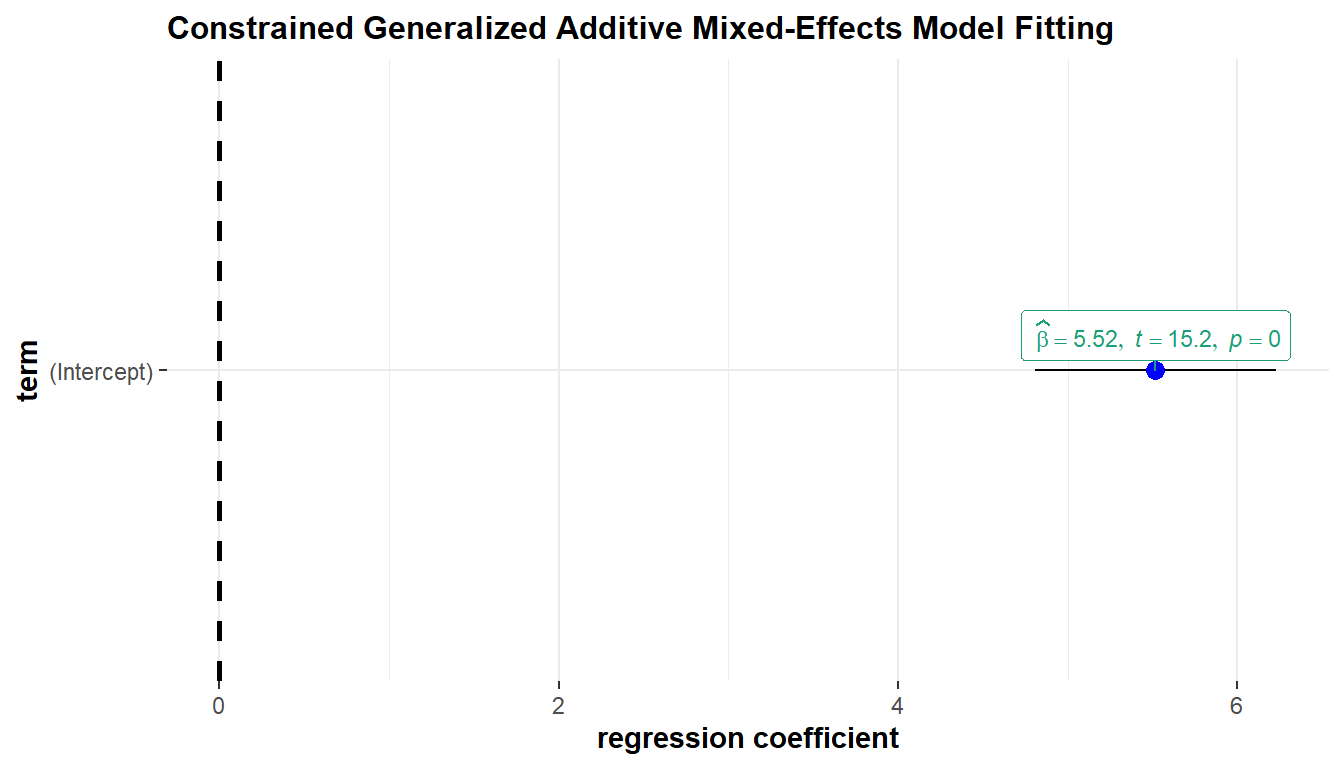 Constrained Generalized Additive Mixed-Effects Model Fitting
term
(Intercept)
β̂ = 5.52, t = 15.2, p = 0
0 2 4 6
regression coefficient